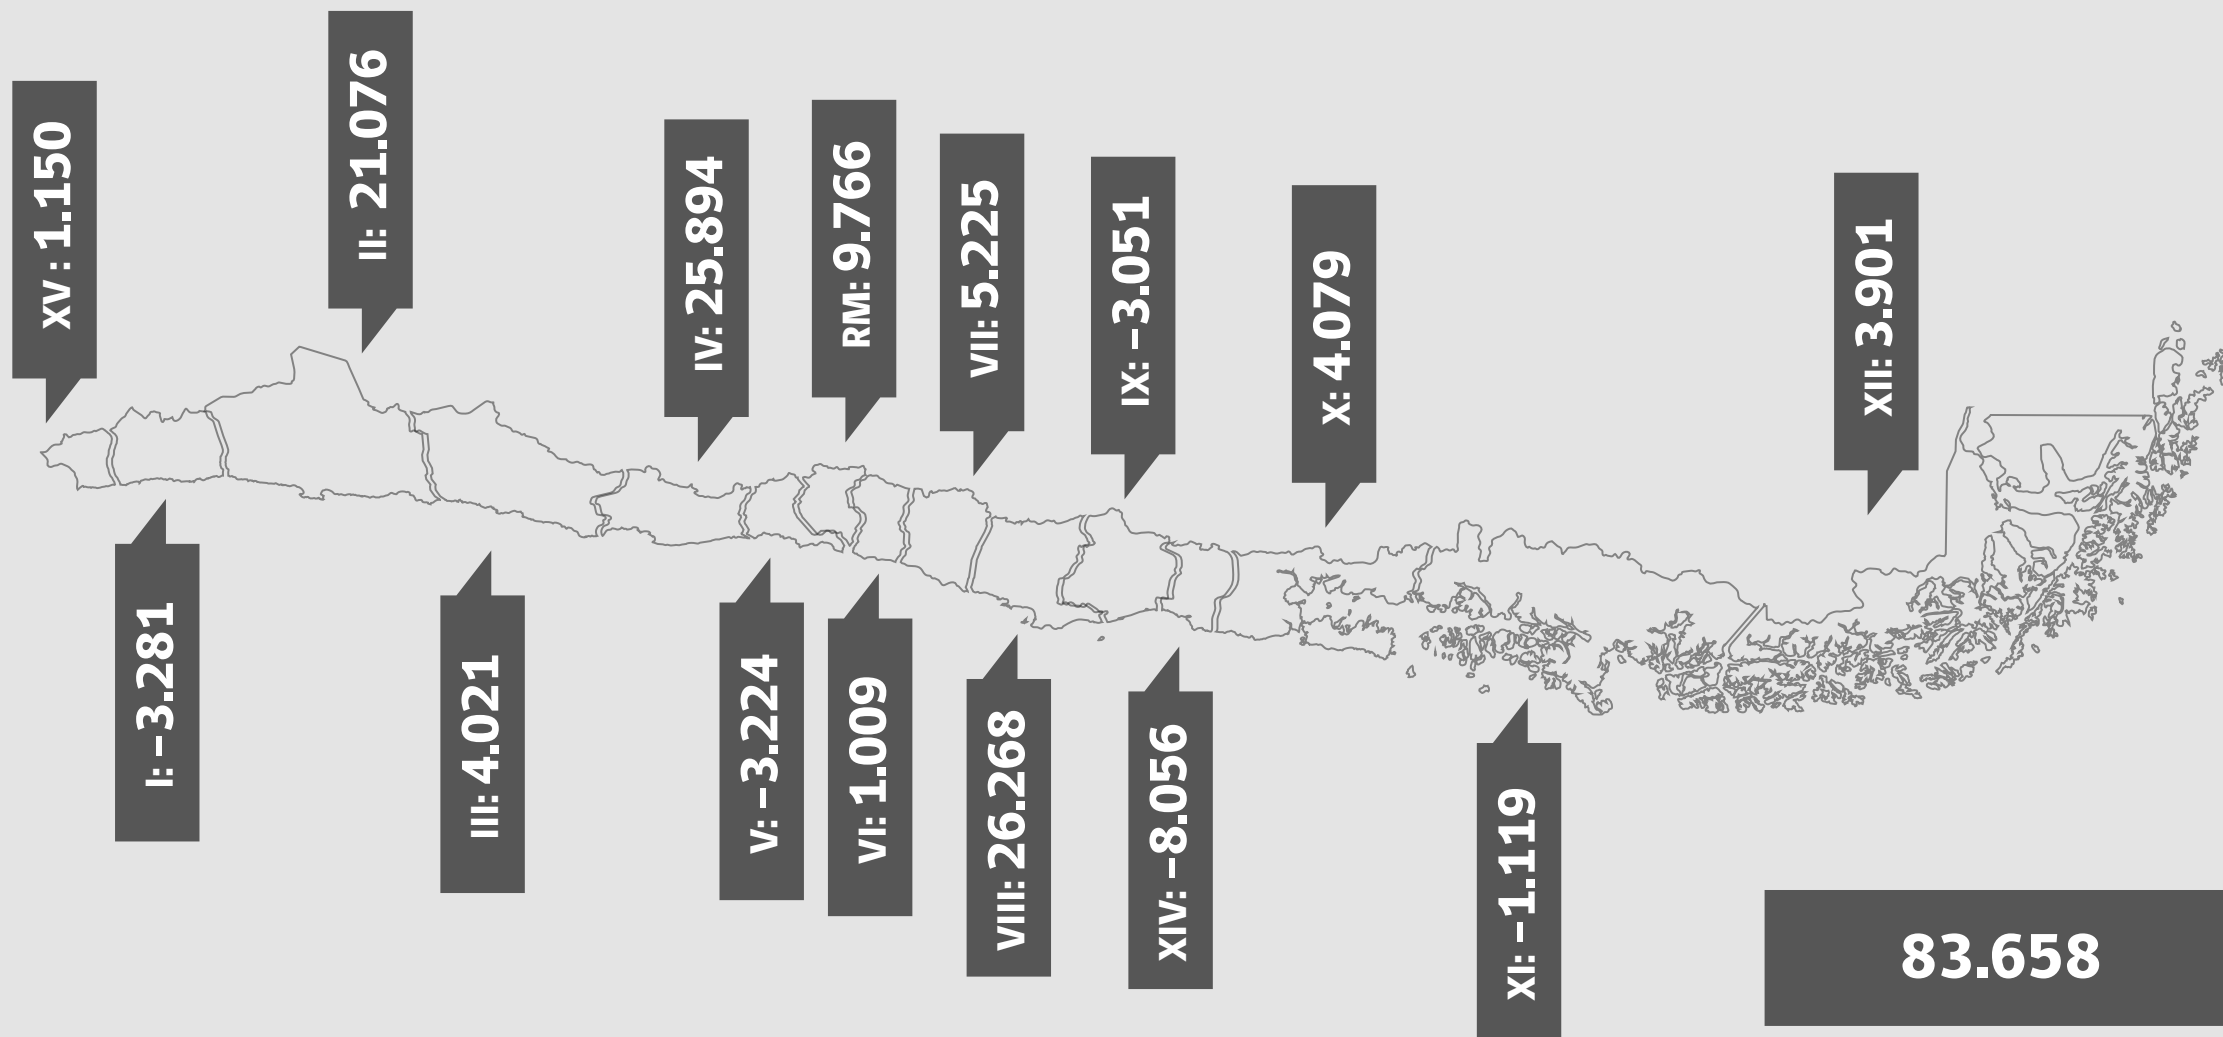 XV : 1.150
II: 21.076
IV: 25.894
RM: 9.766
VII: 5.225
IX: –3.051
X: 4.079
XII: 3.901
I: –3.281
III: 4.021
V: –3.224
VI: 1.009
VIII: 26.268
XIV: –8.056
XI: –1.119
83.658